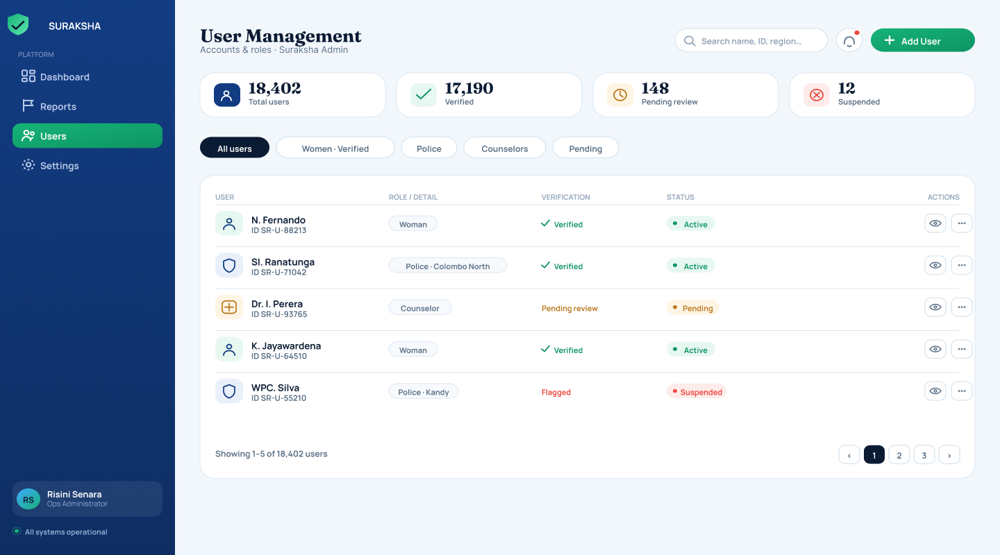 SURAKSHA
PLATFORM
Dashboard
Reports
Users
Settings
RS
Risini Senara
Ops Administrator
All systems operational
User Management
Accounts & roles · Suraksha Admin
Search name, ID, region...
Add User
18,402
Total users
17,190
Verified
148
Pending review
12
Suspended
All users
Women · Verified
Police
Counselors
Pending
USER ROLE / DETAIL VERIFICATION STATUS ACTIONS
N. Fernando
ID SR-U-88213
Woman
Verified
Active
SI. Ranatunga
ID SR-U-71042
Police · Colombo North
Verified
Active
Dr. I. Perera
ID SR-U-93765
Counselor
Pending review
Pending
K. Jayawardena
ID SR-U-64510
Woman
Verified
Active
WPC. Silva
ID SR-U-55210
Police · Kandy
Flagged
Suspended
Showing 1–5 of 18,402 users
‹ 1 2 3 ›